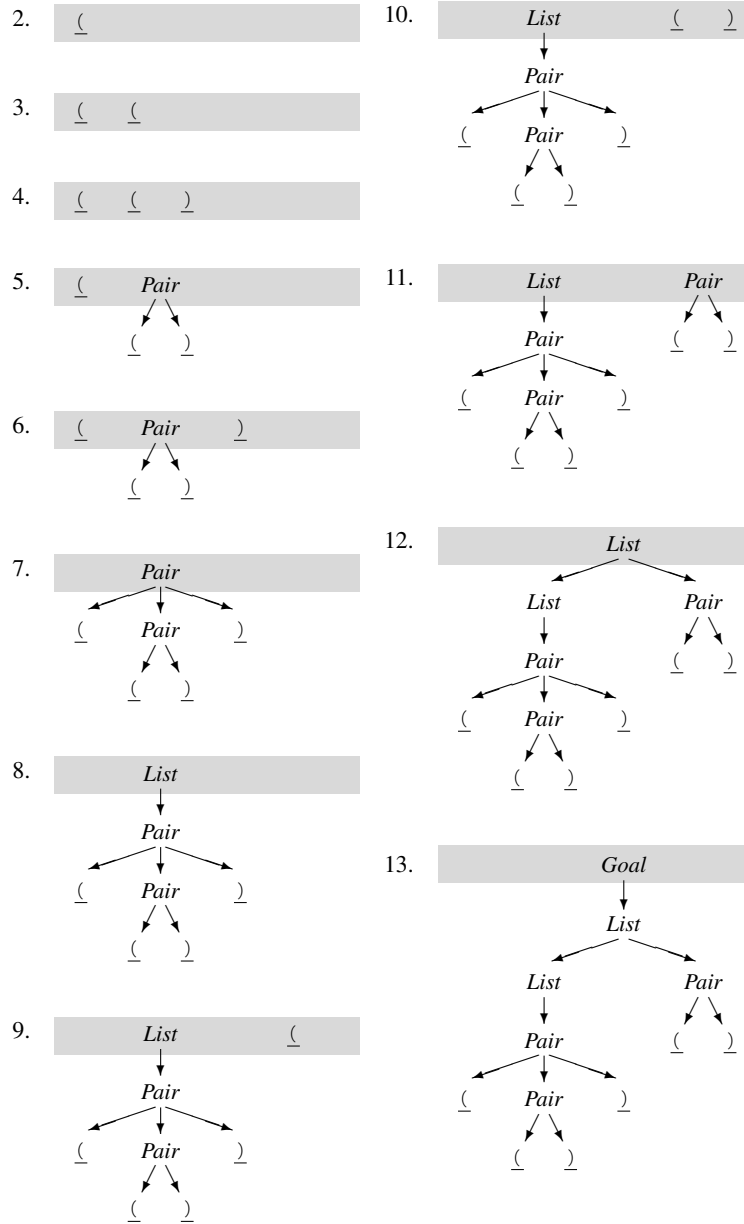 2. (
3. ( (
4. ( ( )
5. ( Pair
( )
6. ( Pair )
( )
7. Pair
( Pair )
( )
8. List
Pair
( Pair )
( )
9. List (
Pair
( Pair )
( )
10. List ( )
Pair
( Pair )
( )
11. List Pair
Pair ( )
( Pair )
( )
12. List
List Pair
Pair ( )
( Pair )
( )
13. Goal
List
List Pair
Pair ( )
( Pair )
( )